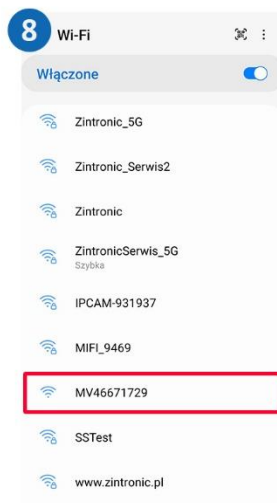 8
Wi-Fi
Włączone
Zintronic_5G
Zintronic_Serwis2
Zintronic
ZintronicSerwis_5G
Szybka
IPCAM-931937
MIFI_9469
MV46671729
SSTest
www.zintronic.pl